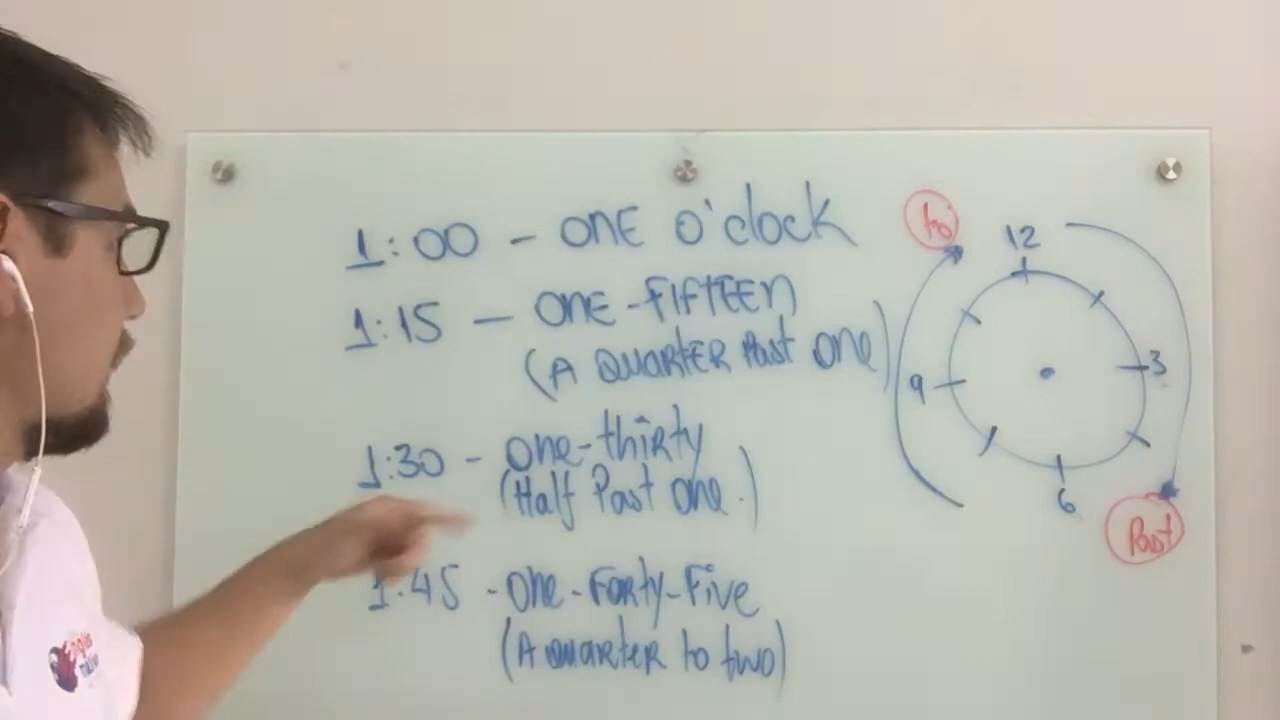 1:00 - ONE O'clock
1:15 - ONE-FIFTEEN
(A QUARTER Past ONE)
1:30 - One-thirty
(Half Past One.)
1:45 - One-Forty-Five
(A QUARTER to two)
to
12
3
9
6
Past